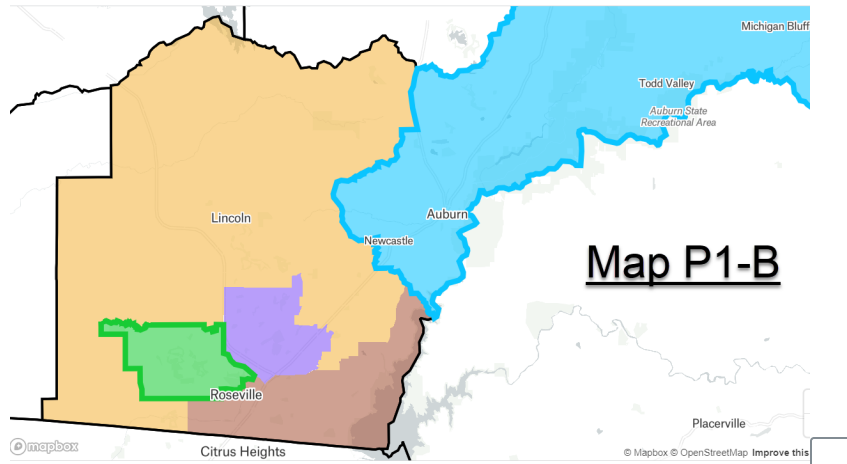 Michigan Bluff
Todd Valley
Auburn State
Recreational Area
Lincoln
Auburn
Newcastle
Map P1-B
Roseville
Placerville
Citrus Heights
mapbox
© Mapbox © OpenStreetMap Improve this